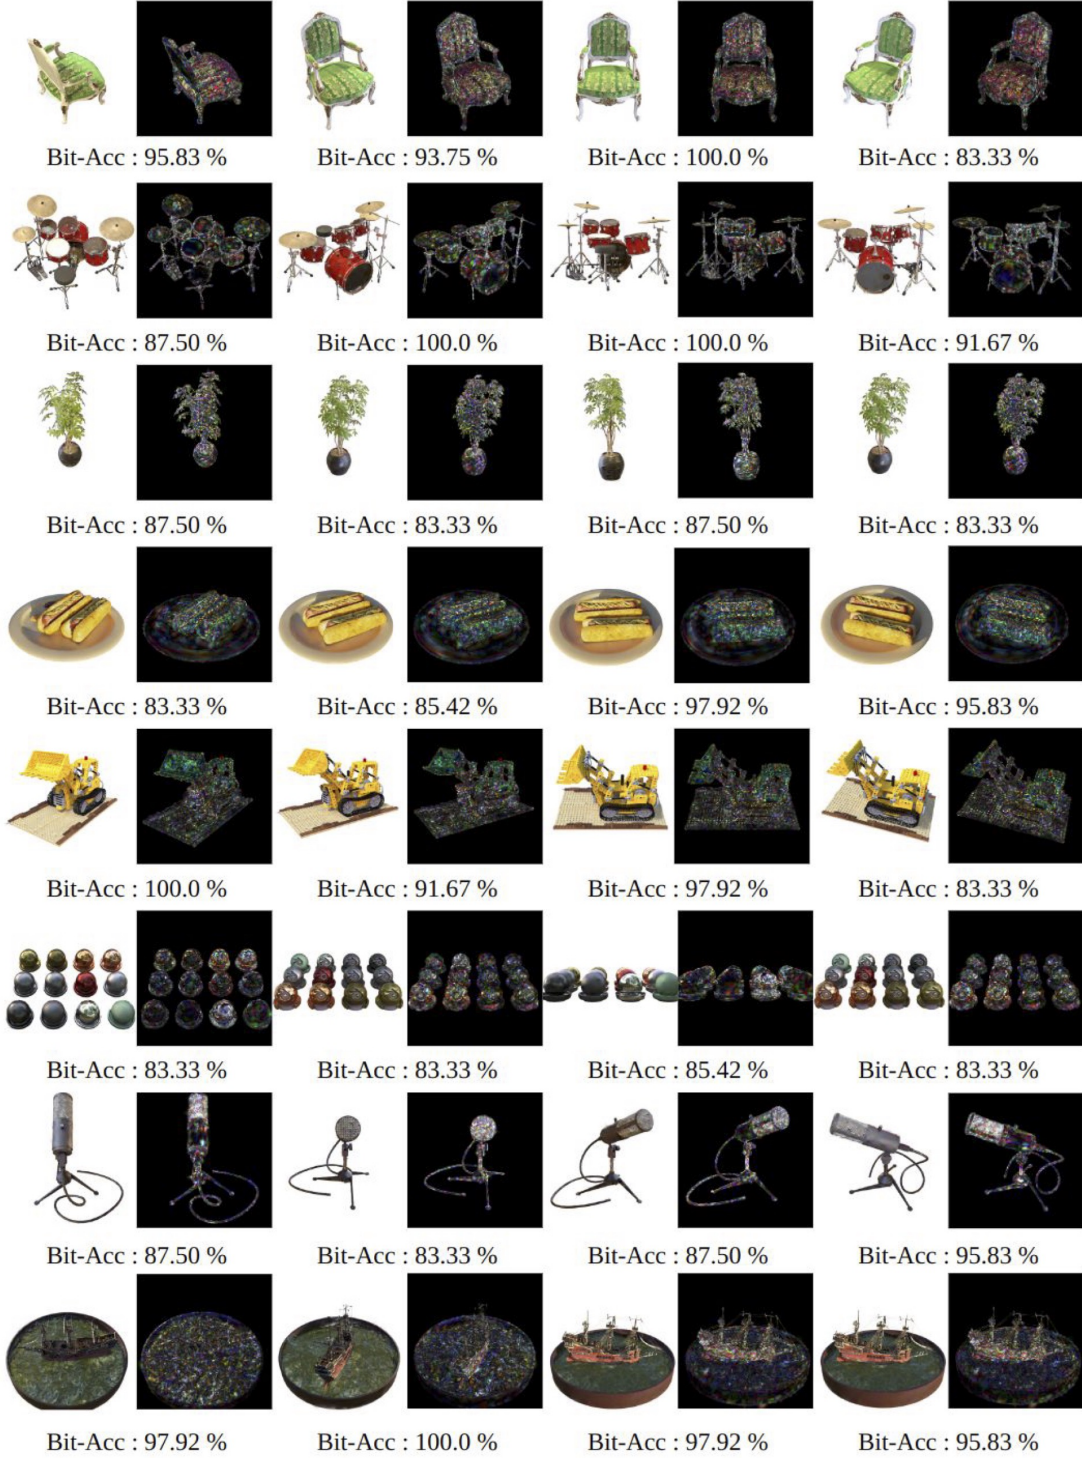 Bit-Acc : 95.83 % Bit-Acc : 93.75 % Bit-Acc : 100.0 % Bit-Acc : 83.33 %
Bit-Acc : 87.50 % Bit-Acc : 100.0 % Bit-Acc : 100.0 % Bit-Acc : 91.67 %
Bit-Acc : 87.50 % Bit-Acc : 83.33 % Bit-Acc : 87.50 % Bit-Acc : 83.33 %
Bit-Acc : 83.33 % Bit-Acc : 85.42 % Bit-Acc : 97.92 % Bit-Acc : 95.83 %
Bit-Acc : 100.0 % Bit-Acc : 91.67 % Bit-Acc : 97.92 % Bit-Acc : 83.33 %
Bit-Acc : 83.33 % Bit-Acc : 83.33 % Bit-Acc : 85.42 % Bit-Acc : 83.33 %
Bit-Acc : 87.50 % Bit-Acc : 83.33 % Bit-Acc : 87.50 % Bit-Acc : 95.83 %
Bit-Acc : 97.92 % Bit-Acc : 100.0 % Bit-Acc : 97.92 % Bit-Acc : 95.83 %